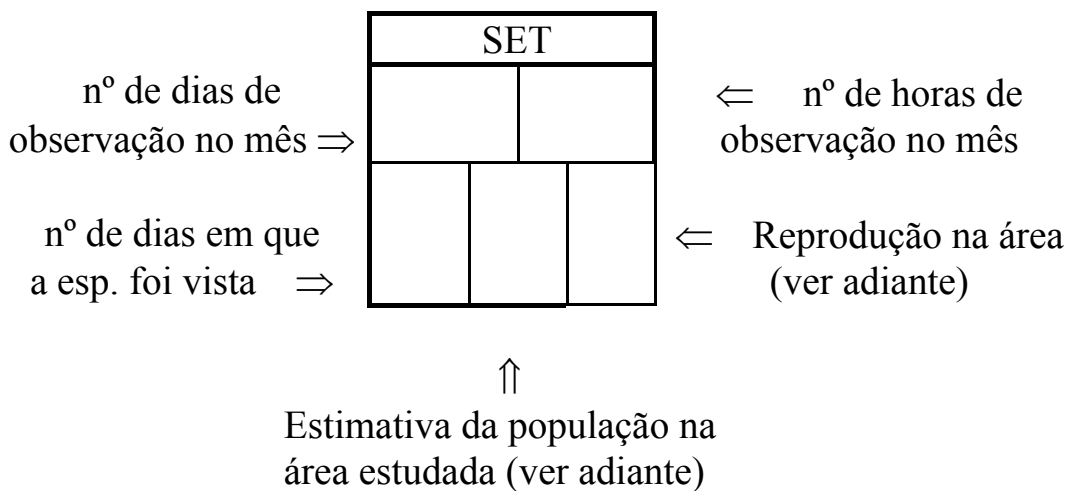 SET
nº de dias de
observação no mês ⇒
⇐ nº de horas de
observação no mês
nº de dias em que
a esp. foi vista ⇒
⇐ Reprodução na área
(ver adiante)
⇑
Estimativa da população na
área estudada (ver adiante)